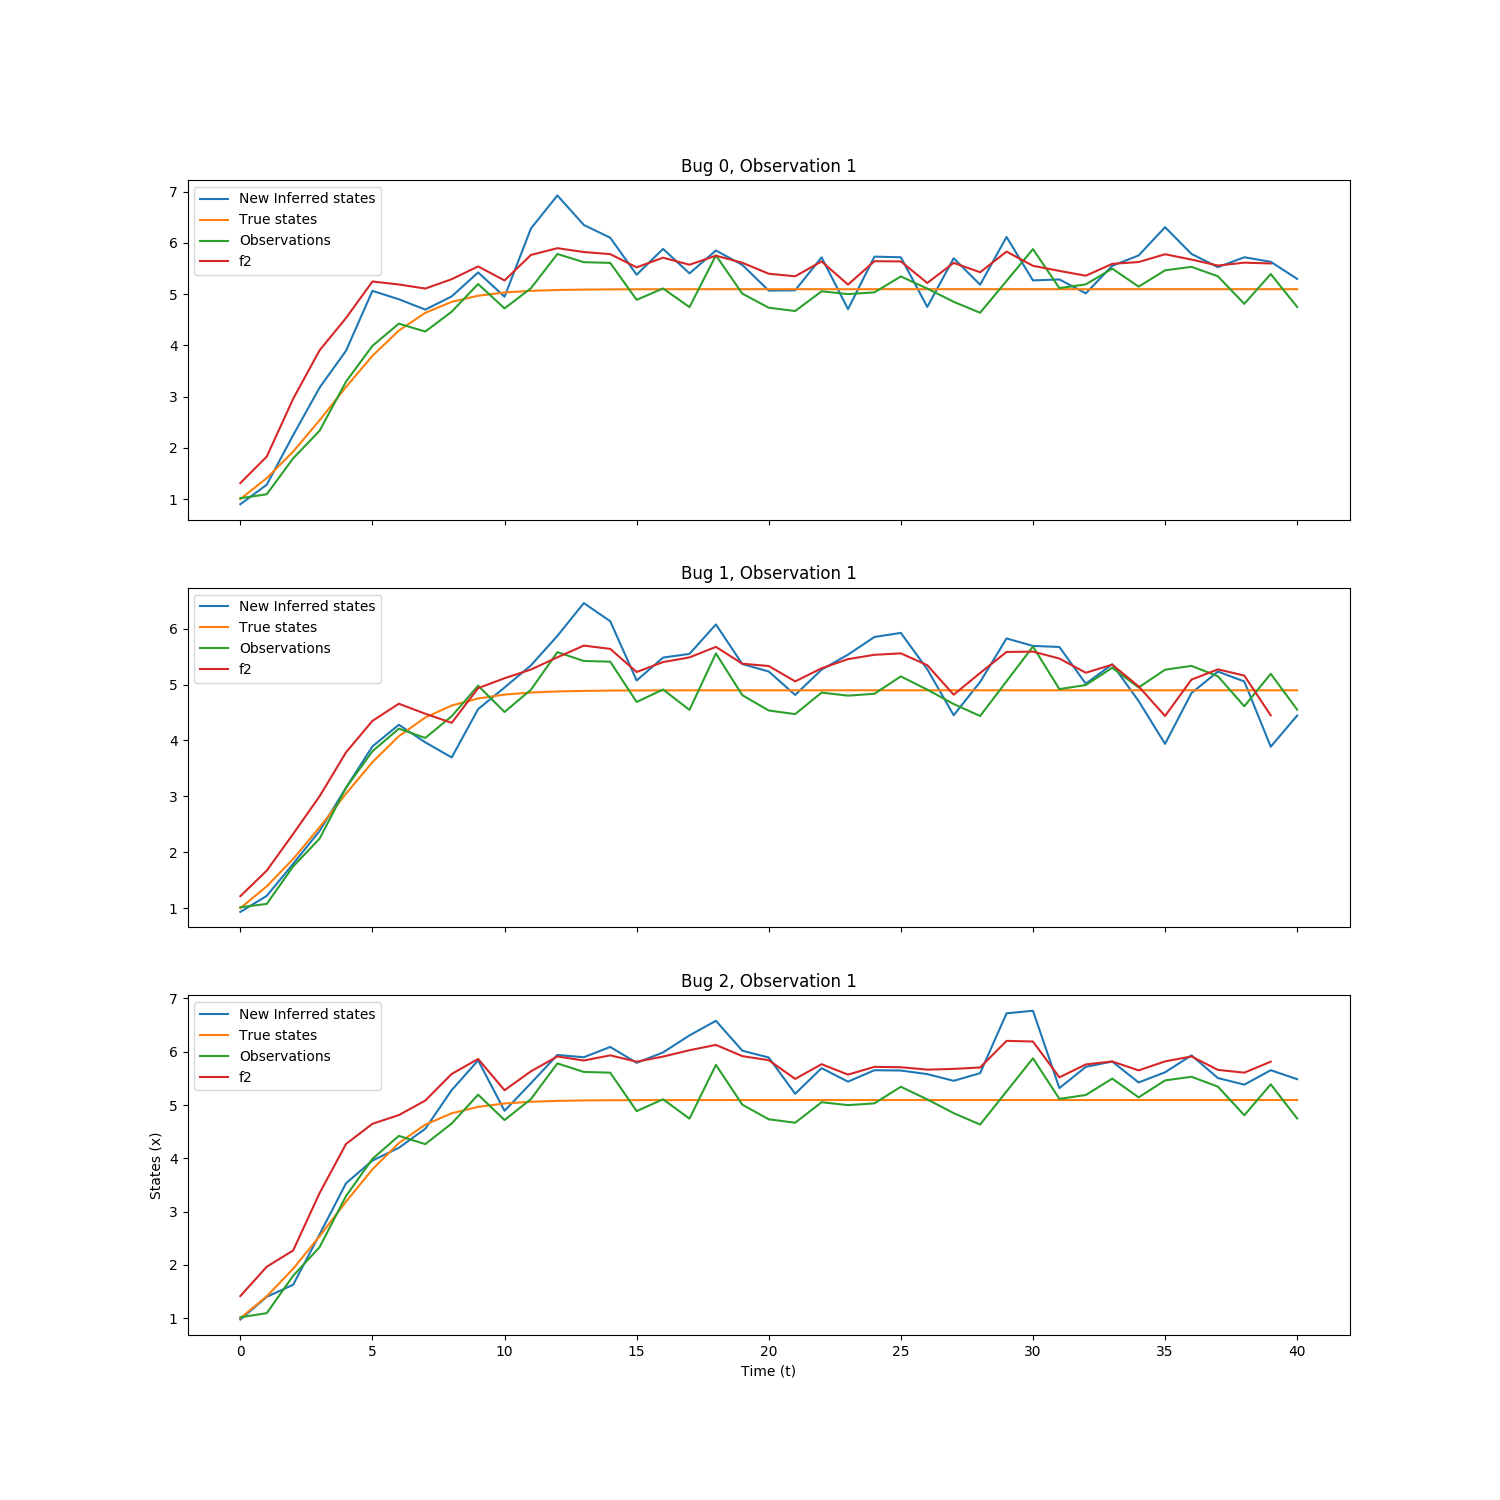 Bug 0, Observation 1
7
6
5
4
3
2
1
New Inferred states
True states
Observations
f2
Bug 1, Observation 1
6
5
4
3
2
1
New Inferred states
True states
Observations
f2
Bug 2, Observation 1
7
6
5
4
3
2
1
States (x)
New Inferred states
True states
Observations
f2
0 5 10 15 20 25 30 35 40
Time (t)